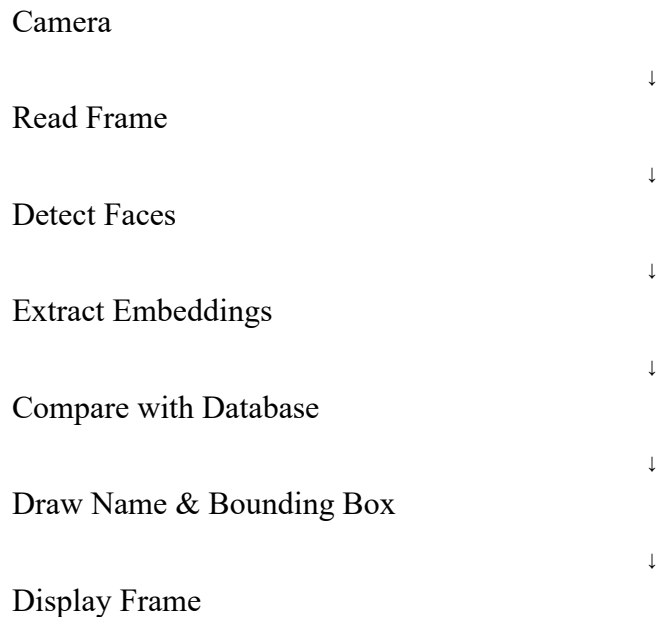 Camera
↓
Read Frame
↓
Detect Faces
↓
Extract Embeddings
↓
Compare with Database
↓
Draw Name & Bounding Box
↓
Display Frame